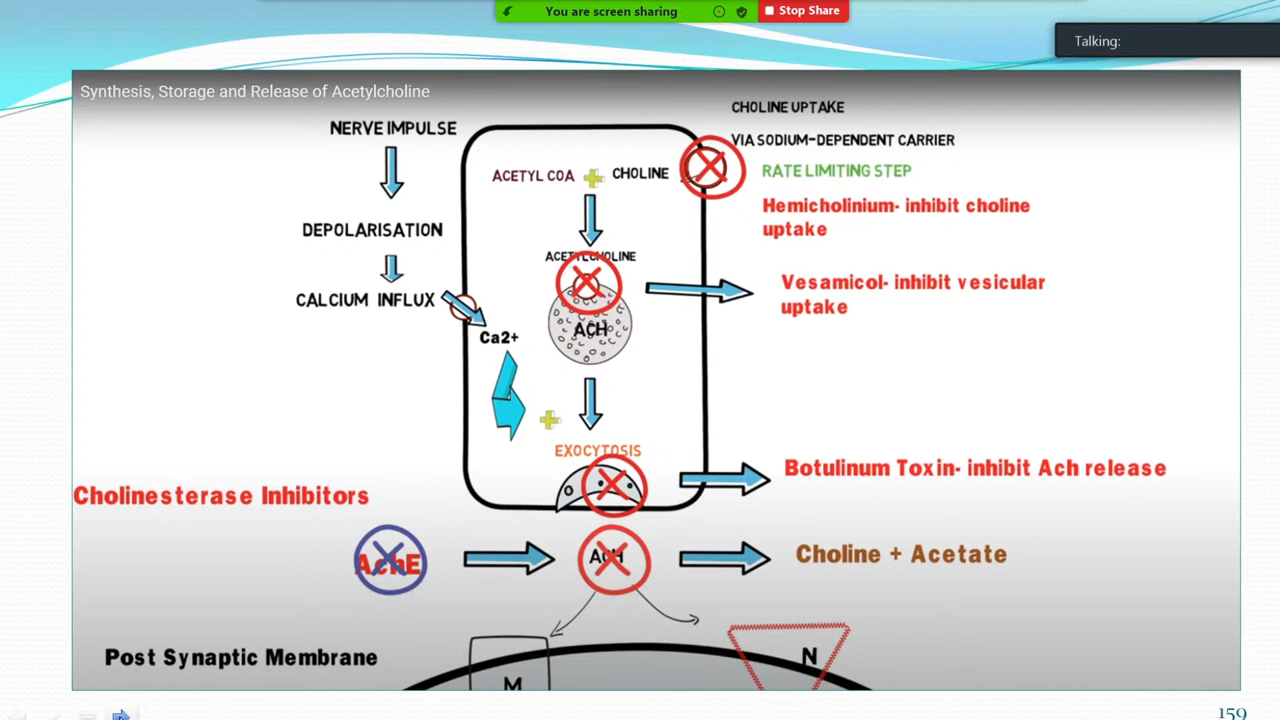 You are screen sharing
Stop Share
Talking:
Synthesis, Storage and Release of Acetylcholine
CHOLINE UPTAKE
NERVE IMPULSE
VIA SODIUM-DEPENDENT CARRIER
ACETYL COA
CHOLINE
RATE LIMITING STEP
Hemicholinium- inhibit choline
uptake
DEPOLARISATION
ACETYLCHOLINE
Vesamicol- inhibit vesicular
uptake
CALCIUM INFLUX
Ca2+
ACH
EXOCYTOSIS
Botulinum Toxin- inhibit Ach release
Cholinesterase Inhibitors
AchE
ACH
Choline + Acetate
Post Synaptic Membrane
M
N
159